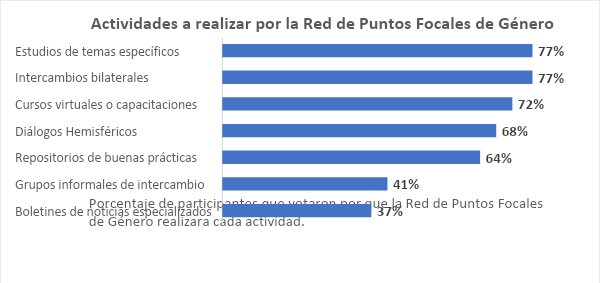 Actividades a realizar por la Red de Puntos Focales de Género
Estudios de temas específicos 77%
Intercambios bilaterales 77%
Cursos virtuales o capacitaciones 72%
Diálogos Hemisféricos 68%
Repositorios de buenas prácticas 64%
Grupos informales de intercambio 41%
Boletines de noticias especializados 37%
Porcentaje de participantes que votaron por que la Red de Puntos Focales
de Género realizara cada actividad.